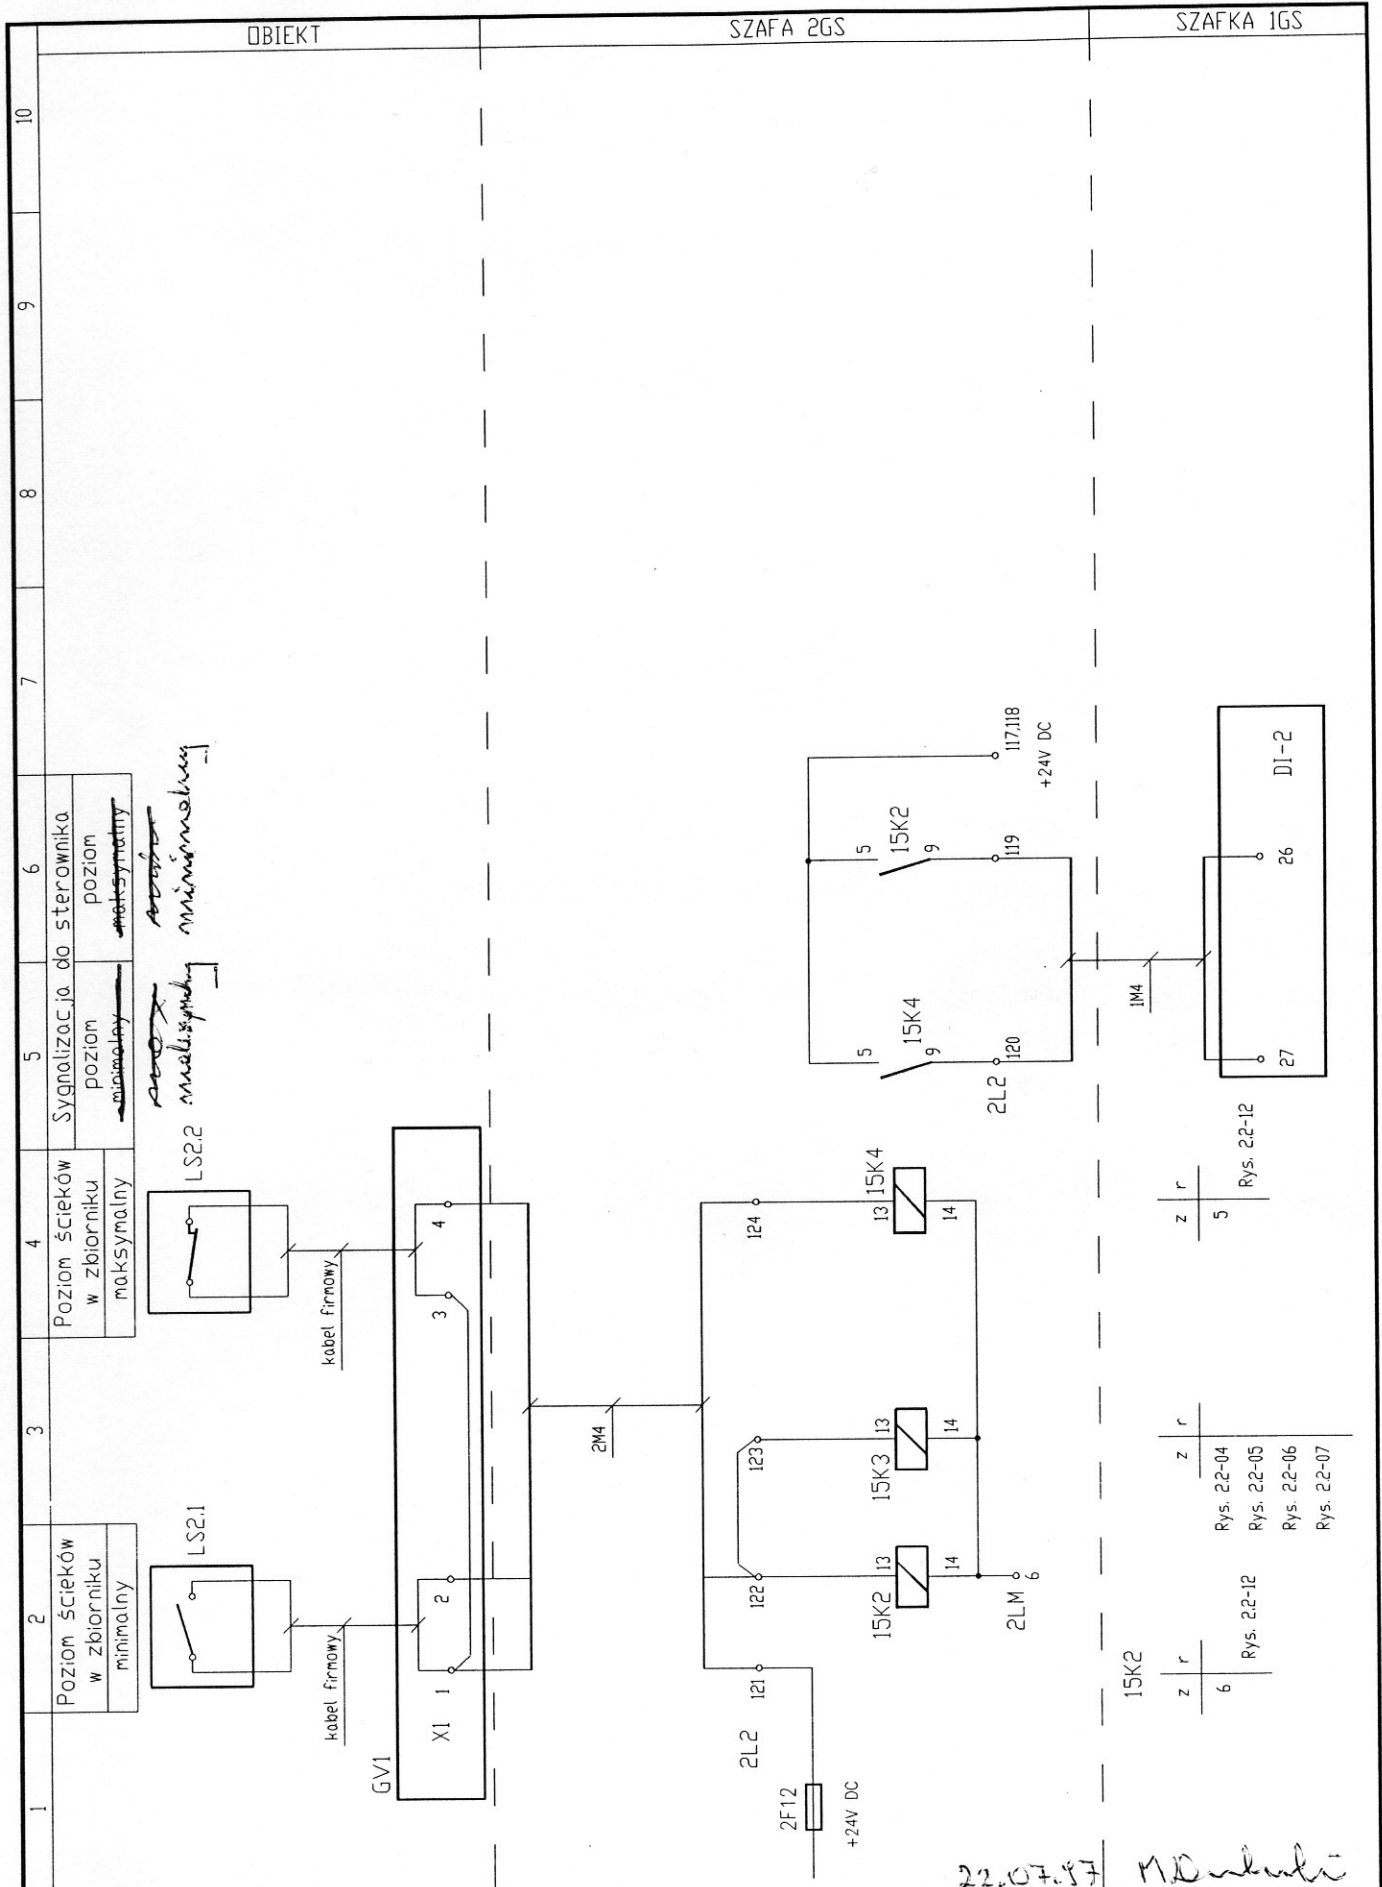 OBIEKT
SZAFA 2GS
SZAFKA 1GS
1
2
3
4
5
6
7
8
9
10
Poziom ścieków
w zbiorniku
minimalny
Poziom ścieków
w zbiorniku
maksymalny
Sygnalizacja do sterownika
poziom
minimalny
poziom
maksymalny
max
min
maksymalny
minimalny
LS2.1
LS2.2
kabel firmowy
kabel firmowy
GV1
X1
1
2
3
4
2M4
2L2
121
122
123
124
2F12
+24V DC
15K2
13
14
15K3
13
14
15K4
13
14
2LM
6
5
15K4
9
5
15K2
9
2L2
120
119
117,118
+24V DC
1M4
27
26
DI-2
15K2
z r
6
Rys. 2.2-12
z r
Rys. 2.2-04
Rys. 2.2-05
Rys. 2.2-06
Rys. 2.2-07
z r
5
Rys. 2.2-12
22.07.97